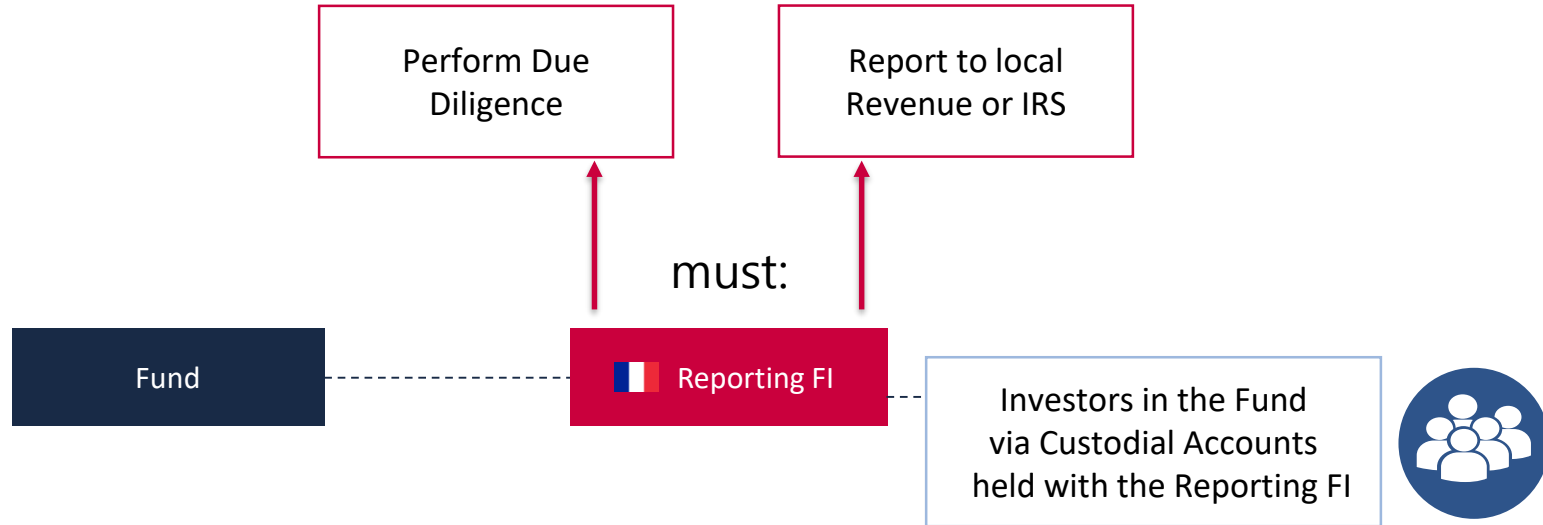 Perform Due
Diligence
Report to local
Revenue or IRS
must:
Fund
Reporting FI
Investors in the Fund
via Custodial Accounts
held with the Reporting FI